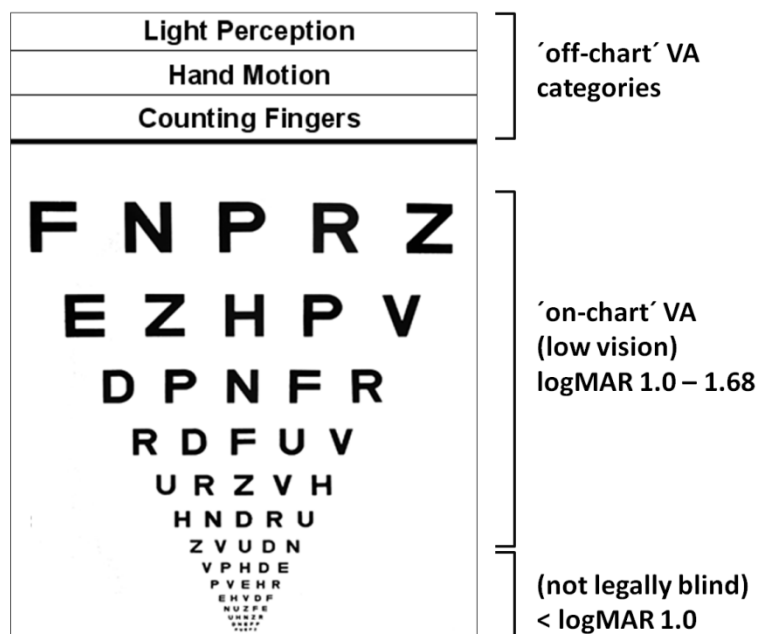 Light Perception
Hand Motion
Counting Fingers
´off-chart´ VA
categories
F N P R Z
E Z H P V
D P N F R
R D F U V
U R Z V H
H N D R U
Z V U D N
V P H D E
P V E H R
E H V D F
N U Z F E
U H N Z R
´on-chart´ VA
(low vision)
logMAR 1.0 – 1.68
(not legally blind)
< logMAR 1.0